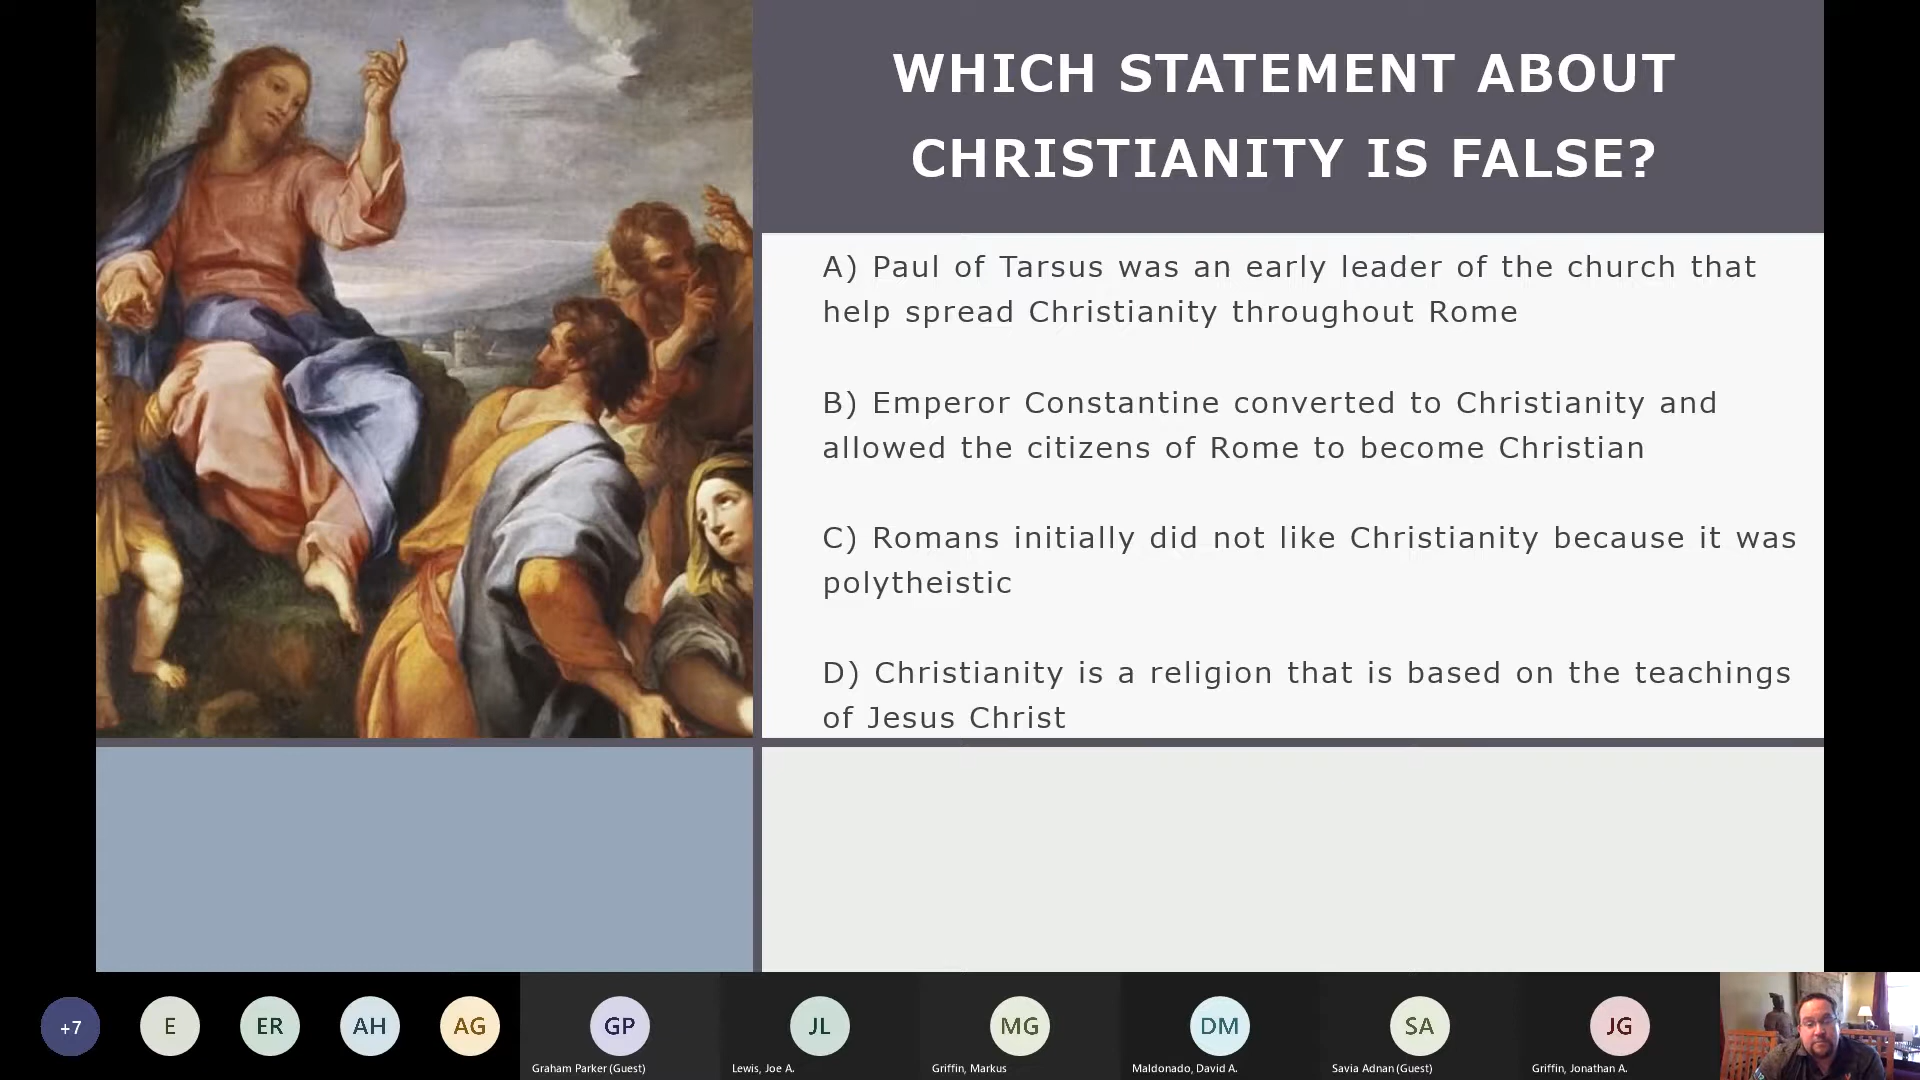 WHICH STATEMENT ABOUT
CHRISTIANITY IS FALSE?
A) Paul of Tarsus was an early leader of the church that
help spread Christianity throughout Rome
B) Emperor Constantine converted to Christianity and
allowed the citizens of Rome to become Christian
C) Romans initially did not like Christianity because it was
polytheistic
D) Christianity is a religion that is based on the teachings
of Jesus Christ
+7
E
ER
AH
AG
GP
JL
MG
DM
SA
JG
Graham Parker (Guest)
Lewis, Joe A.
Griffin, Markus
Maldonado, David A.
Savia Adnan (Guest)
Griffin, Jonathan A.